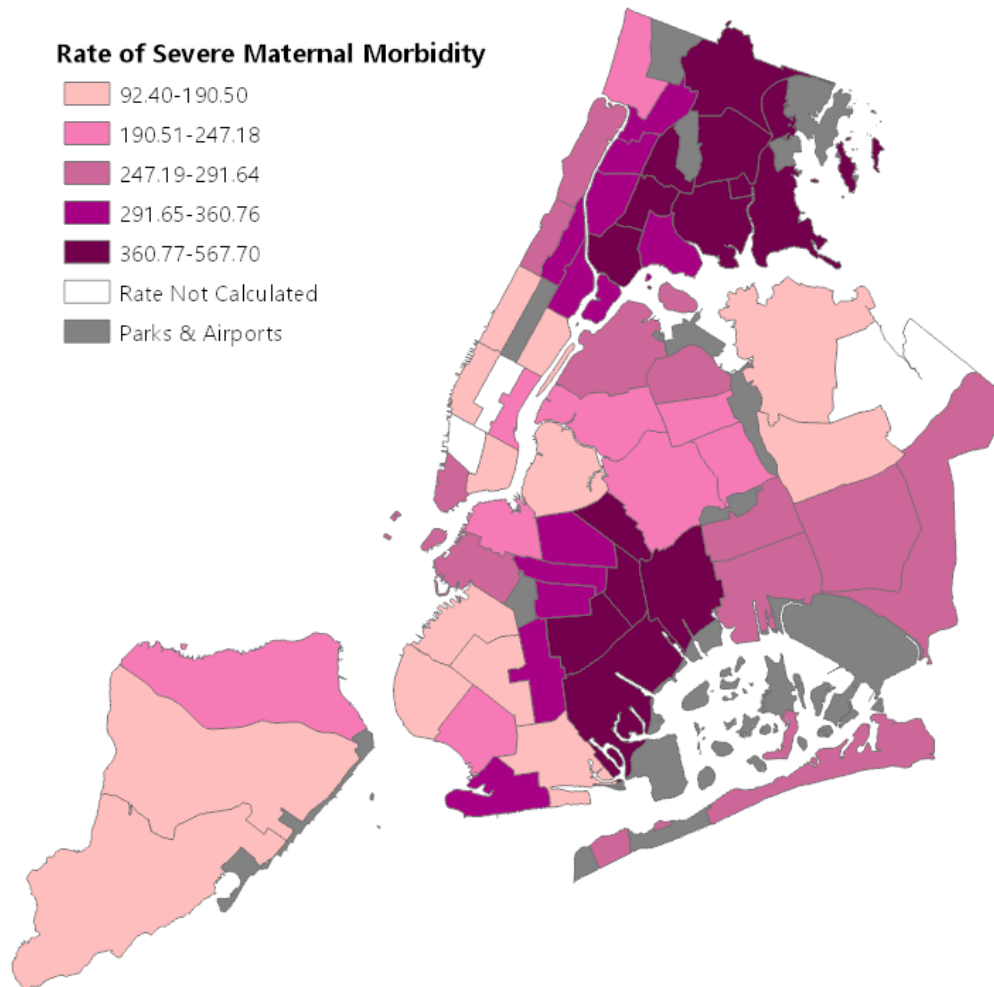 Rate of Severe Maternal Morbidity
92.40-190.50
190.51-247.18
247.19-291.64
291.65-360.76
360.77-567.70
Rate Not Calculated
Parks & Airports